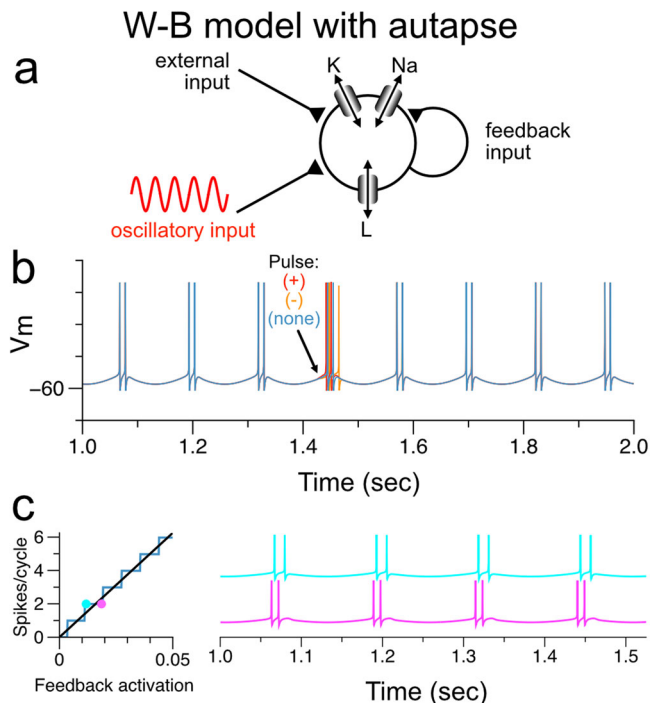 W-B model with autapse
a
external
input
K
Na
feedback
input
oscillatory input
L
b
Pulse:
(+)
(-)
(none)
Vm
−60
1.0
1.2
1.4
1.6
1.8
2.0
Time (sec)
c
Spikes/cycle
6
4
2
0
0
0.05
Feedback activation
1.0
1.1
1.2
1.3
1.4
1.5
Time (sec)